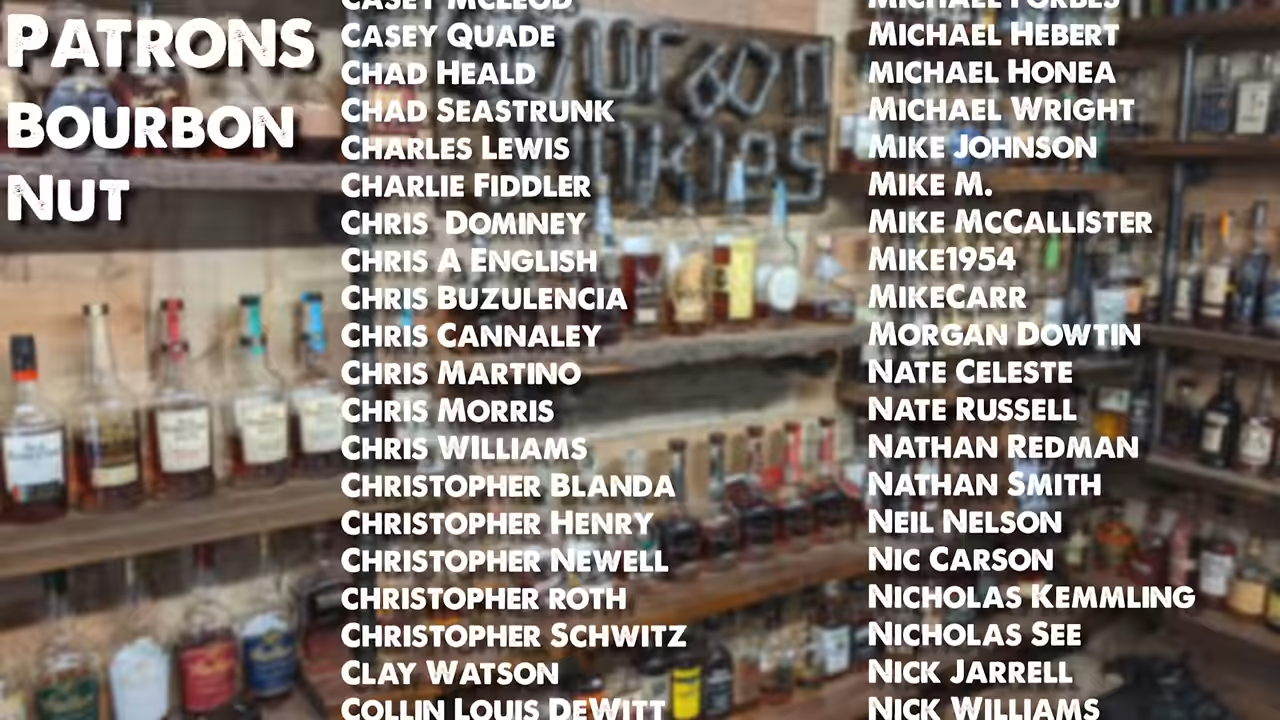 PATRONS
BOURBON
NUT
CASEY MCLEOD
CASEY QUADE
CHAD HEALD
CHAD SEASTRUNK
CHARLES LEWIS
CHARLIE FIDDLER
CHRIS DOMINEY
CHRIS A ENGLISH
CHRIS BUZULENCIA
CHRIS CANNALEY
CHRIS MARTINO
CHRIS MORRIS
CHRIS WILLIAMS
CHRISTOPHER BLANDA
CHRISTOPHER HENRY
CHRISTOPHER NEWELL
CHRISTOPHER ROTH
CHRISTOPHER SCHWITZ
CLAY WATSON
COLLIN LOUIS DEWITT
MICHAEL FORBES
MICHAEL HEBERT
MICHAEL HONEA
MICHAEL WRIGHT
MIKE JOHNSON
MIKE M.
MIKE MCCALLISTER
MIKE1954
MIKECARR
MORGAN DOWTIN
NATE CELESTE
NATE RUSSELL
NATHAN REDMAN
NATHAN SMITH
NEIL NELSON
NIC CARSON
NICHOLAS KEMMLING
NICHOLAS SEE
NICK JARRELL
NICK WILLIAMS